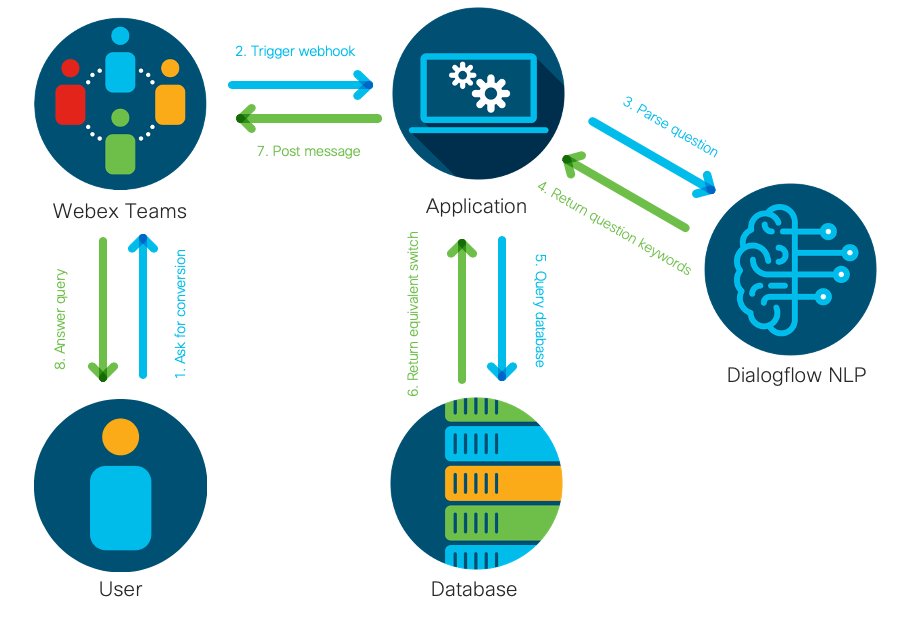 2. Trigger webhook
7. Post message
3. Parse question
4. Return question keywords
Webex Teams
Application
8. Answer query
1. Ask for conversion
6. Return equivalent switch
5. Query database
Dialogflow NLP
User
Database